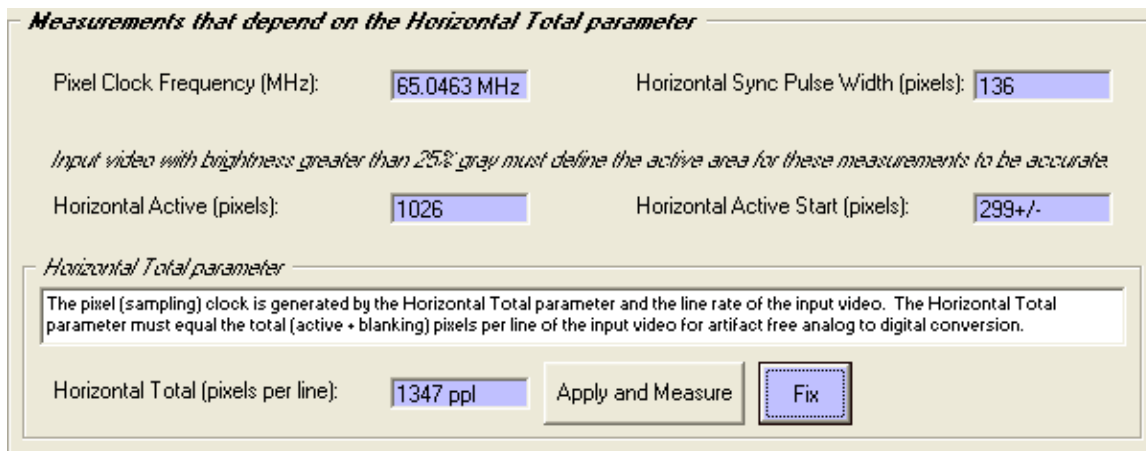 Measurements that depend on the Horizontal Total parameter
Pixel Clock Frequency (MHz): 65.0463 MHz Horizontal Sync Pulse Width (pixels): 136
Input video with brightness greater than 25% gray must define the active area for these measurements to be accurate.
Horizontal Active (pixels): 1026 Horizontal Active Start (pixels): 299+/-
Horizontal Total parameter
The pixel (sampling) clock is generated by the Horizontal Total parameter and the line rate of the input video. The Horizontal Total
parameter must equal the total (active + blanking) pixels per line of the input video for artifact free analog to digital conversion.
Horizontal Total (pixels per line): 1347 ppl Apply and Measure Fix